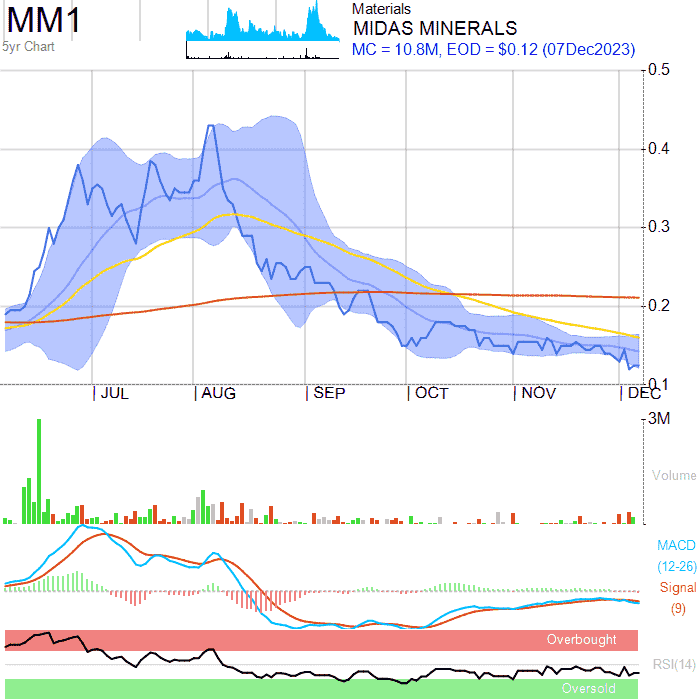 MM1
5yr Chart
Materials
MIDAS MINERALS
MC = 10.8M, EOD = $0.12 (07Dec2023)
0.5
0.4
0.3
0.2
0.1
JUL AUG SEP OCT NOV DEC
3M
Volume
MACD
(12-26)
Signal
(9)
Overbought
RSI(14)
Oversold